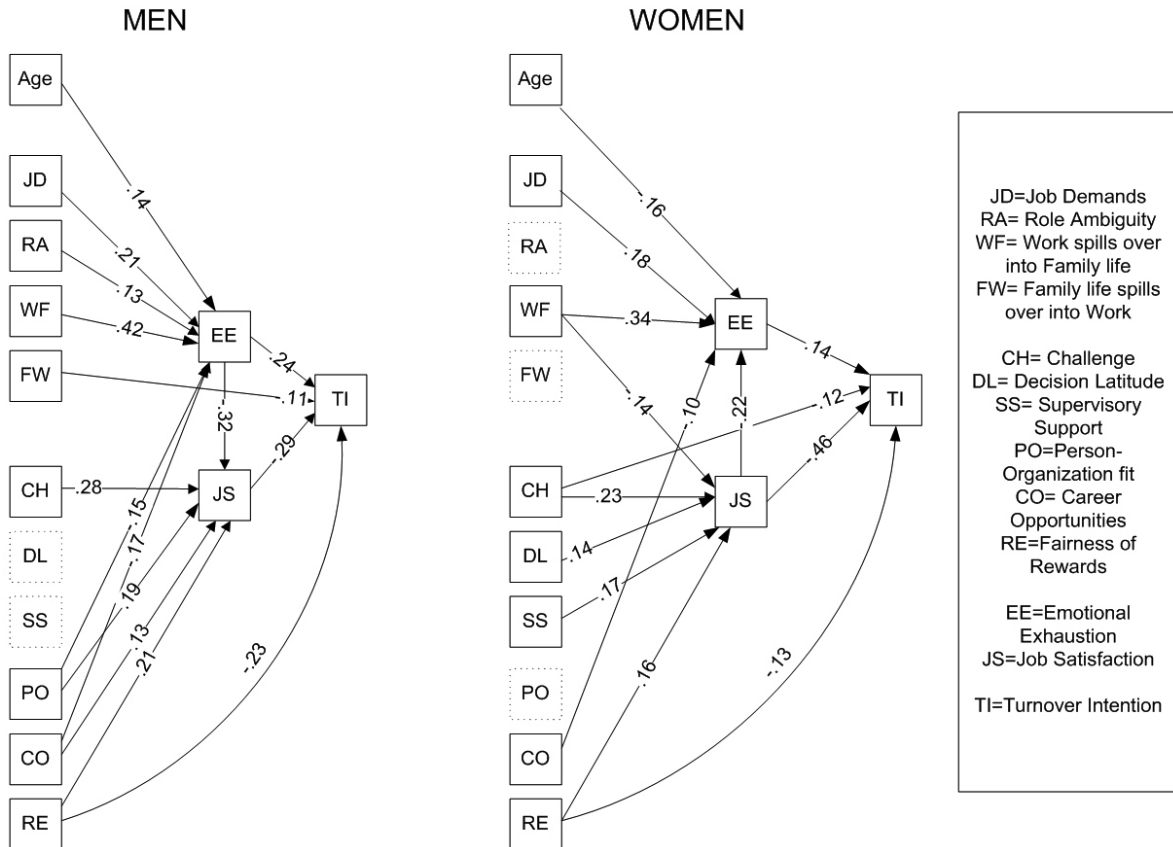 MEN
Age
JD
RA
WF
FW
CH
DL
SS
PO
CO
RE
EE
JS
TI
.14
.21
.13
.42
.24
.11
-.32
-.29
.28
-.15
-.17
.19
.13
.21
-.23
WOMEN
Age
JD
RA
WF
FW
CH
DL
SS
PO
CO
RE
EE
JS
TI
-.16
.18
.34
.14
-.14
.12
-.10
-.22
-.46
.23
.14
.17
.16
-.13
JD=Job Demands
RA= Role Ambiguity
WF= Work spills over
into Family life
FW= Family life spills
over into Work
CH= Challenge
DL= Decision Latitude
SS= Supervisory
Support
PO=Person-
Organization fit
CO= Career
Opportunities
RE=Fairness of
Rewards
EE=Emotional
Exhaustion
JS=Job Satisfaction
TI=Turnover Intention